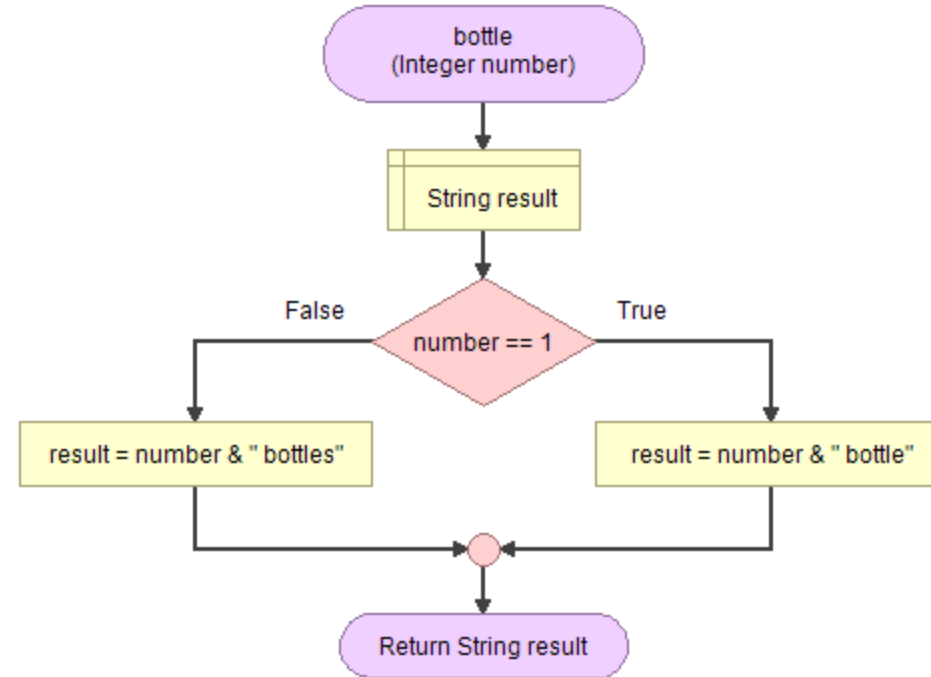 bottle
(Integer number)
String result
False
True
number == 1
result = number & " bottles"
result = number & " bottle"
Return String result